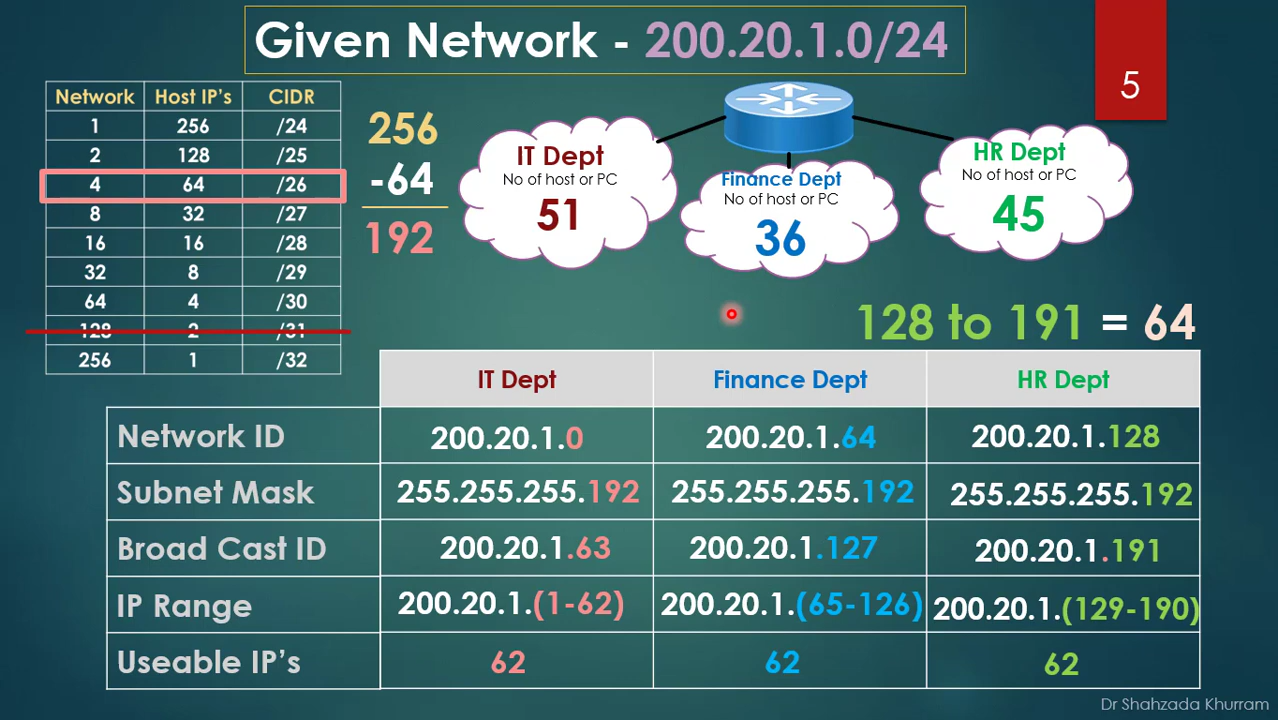 Given Network - 200.20.1.0/24
5
Network Host IP's CIDR
1 256 /24
2 128 /25
4 64 /26
8 32 /27
16 16 /28
32 8 /29
64 4 /30
128 2 /31
256 1 /32
256
-64
192
IT Dept
No of host or PC
51
Finance Dept
No of host or PC
36
HR Dept
No of host or PC
45
128 to 191 = 64
IT Dept Finance Dept HR Dept
Network ID 200.20.1.0 200.20.1.64 200.20.1.128
Subnet Mask 255.255.255.192 255.255.255.192 255.255.255.192
Broad Cast ID 200.20.1.63 200.20.1.127 200.20.1.191
IP Range 200.20.1.(1-62) 200.20.1.(65-126) 200.20.1.(129-190)
Useable IP's 62 62 62
Dr Shahzada Khurram